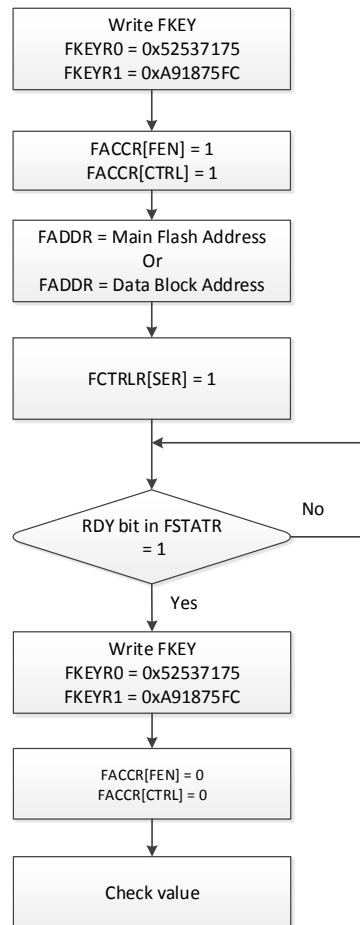 Write FKEY
FKEYR0 = 0x52537175
FKEYR1 = 0xA91875FC
FACCR[FEN] = 1
FACCR[CTRL] = 1
FADDR = Main Flash Address
Or
FADDR = Data Block Address
FCTRLR[SER] = 1
RDY bit in FSTATR
= 1
No
Yes
Write FKEY
FKEYR0 = 0x52537175
FKEYR1 = 0xA91875FC
FACCR[FEN] = 0
FACCR[CTRL] = 0
Check value